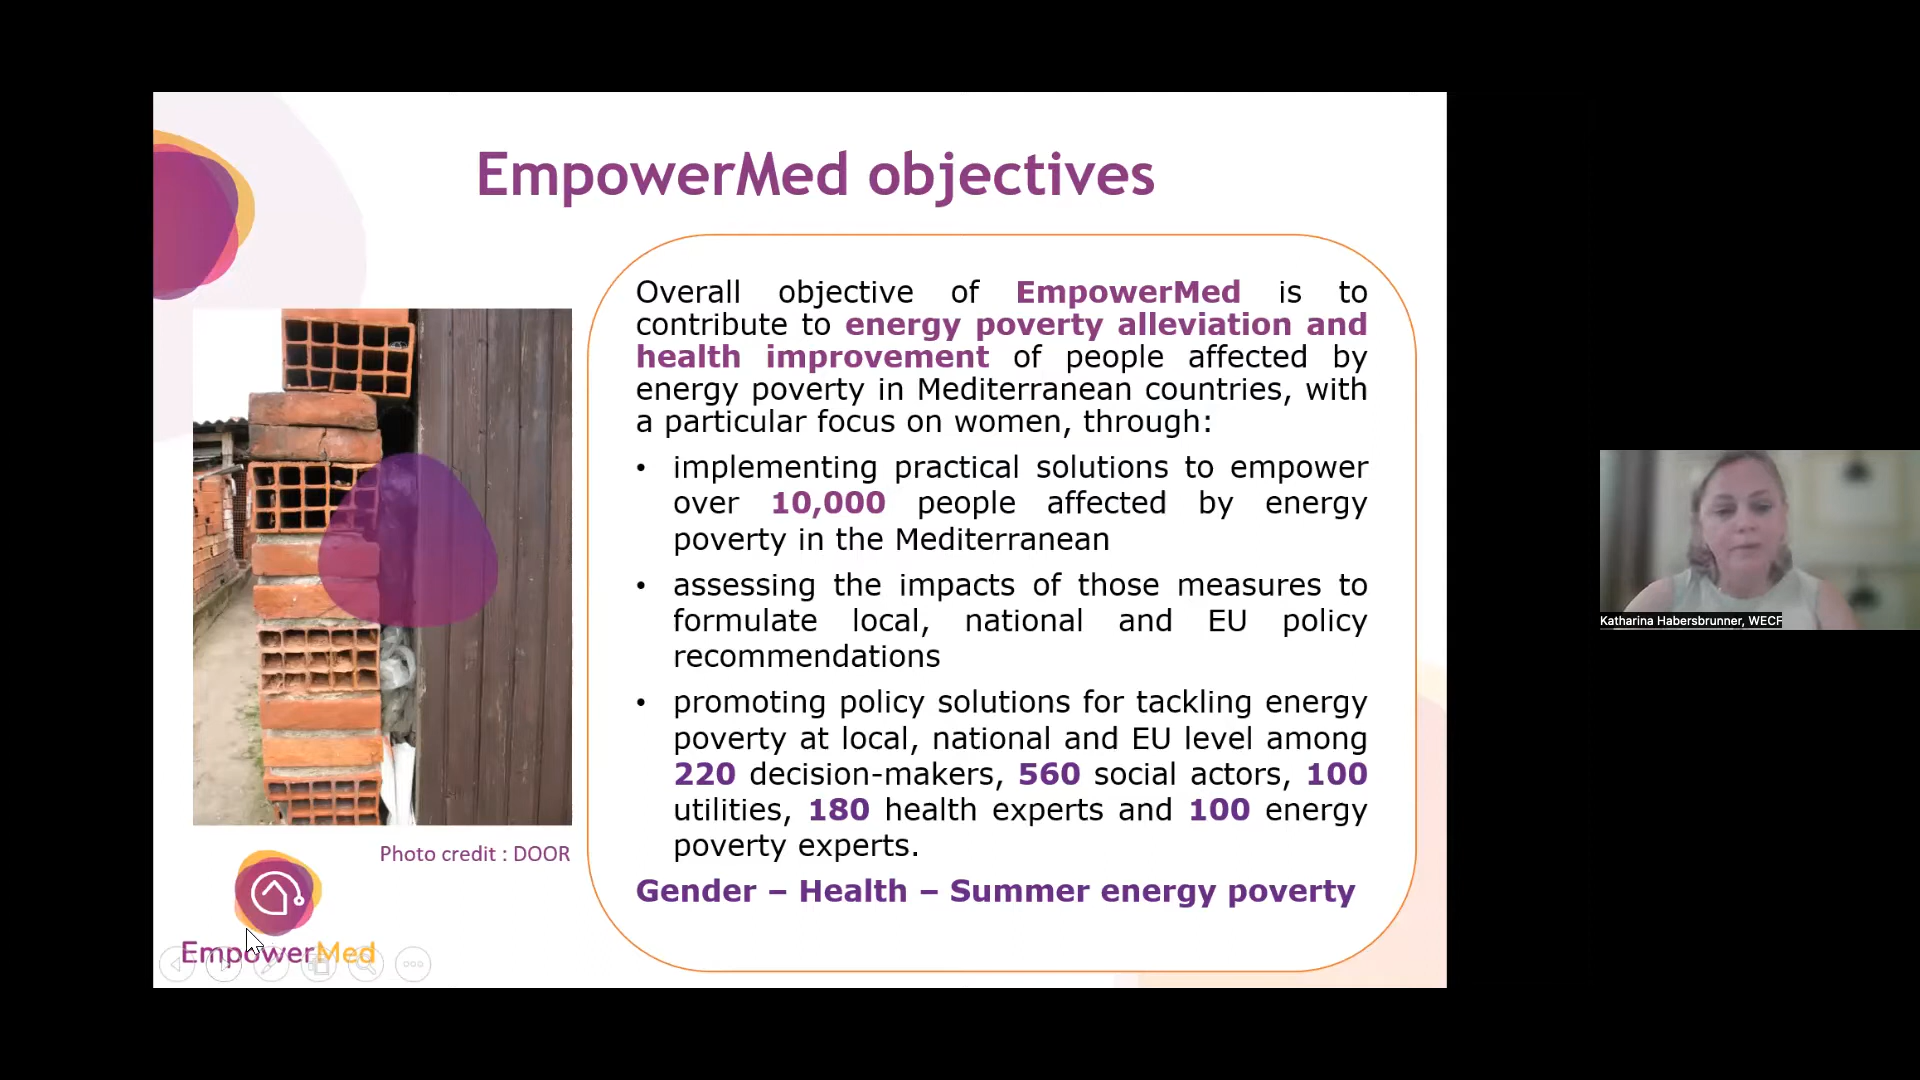 EmpowerMed objectives
Overall objective of EmpowerMed is to
contribute to energy poverty alleviation and
health improvement of people affected by
energy poverty in Mediterranean countries, with
a particular focus on women, through:
• implementing practical solutions to empower
over 10,000 people affected by energy
poverty in the Mediterranean
• assessing the impacts of those measures to
formulate local, national and EU policy
recommendations
• promoting policy solutions for tackling energy
poverty at local, national and EU level among
220 decision-makers, 560 social actors, 100
utilities, 180 health experts and 100 energy
poverty experts.
Gender – Health – Summer energy poverty
Photo credit : DOOR
EmpowerMed
Katharina Habersbrunner, WECF